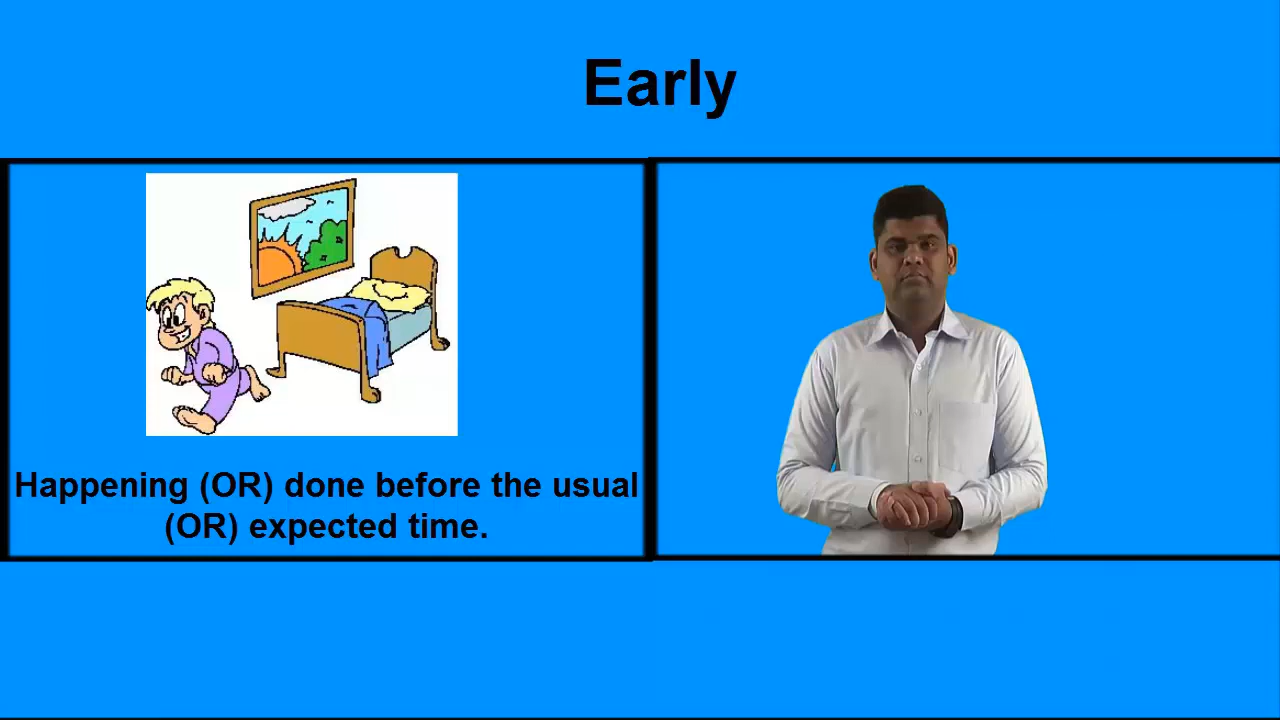 Early
Happening (OR) done before the usual
(OR) expected time.